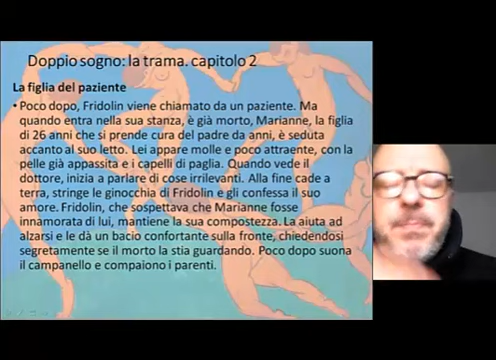 Doppio sogno: la trama. capitolo 2
La figlia del paziente
• Poco dopo, Fridolin viene chiamato da un paziente. Ma
quando entra nella sua stanza, è già morto, Marianne, la figlia
di 26 anni che si prende cura del padre da anni, è seduta
accanto al suo letto. Lei appare molle e poco attraente, con la
pelle già appassita e i capelli di paglia. Quando vede il
dottore, inizia a parlare di cose irrilevanti. Alla fine cade a
terra, stringe le ginocchia di Fridolin e gli confessa il suo
amore. Fridolin, che sospettava che Marianne fosse
innamorata di lui, mantiene la sua compostezza. La aiuta ad
alzarsi e le dà un bacio confortante sulla fronte, chiedendosi
segretamente se il morto la stia guardando. Poco dopo suona
il campanello e compaiono i parenti.